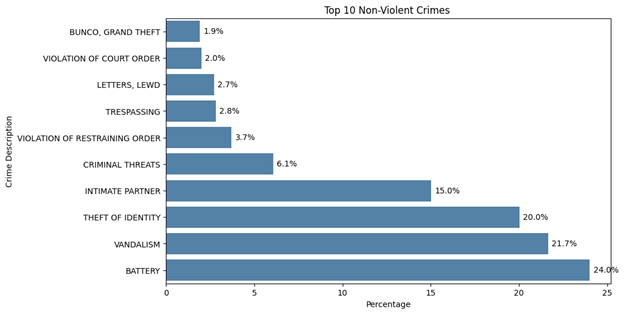 Top 10 Non-Violent Crimes
BUNCO, GRAND THEFT 1.9%
VIOLATION OF COURT ORDER 2.0%
LETTERS, LEWD 2.7%
TRESPASSING 2.8%
VIOLATION OF RESTRAINING ORDER 3.7%
CRIMINAL THREATS 6.1%
INTIMATE PARTNER 15.0%
THEFT OF IDENTITY 20.0%
VANDALISM 21.7%
BATTERY 24.0%
0 5 10 15 20 25
Percentage
Crime Description